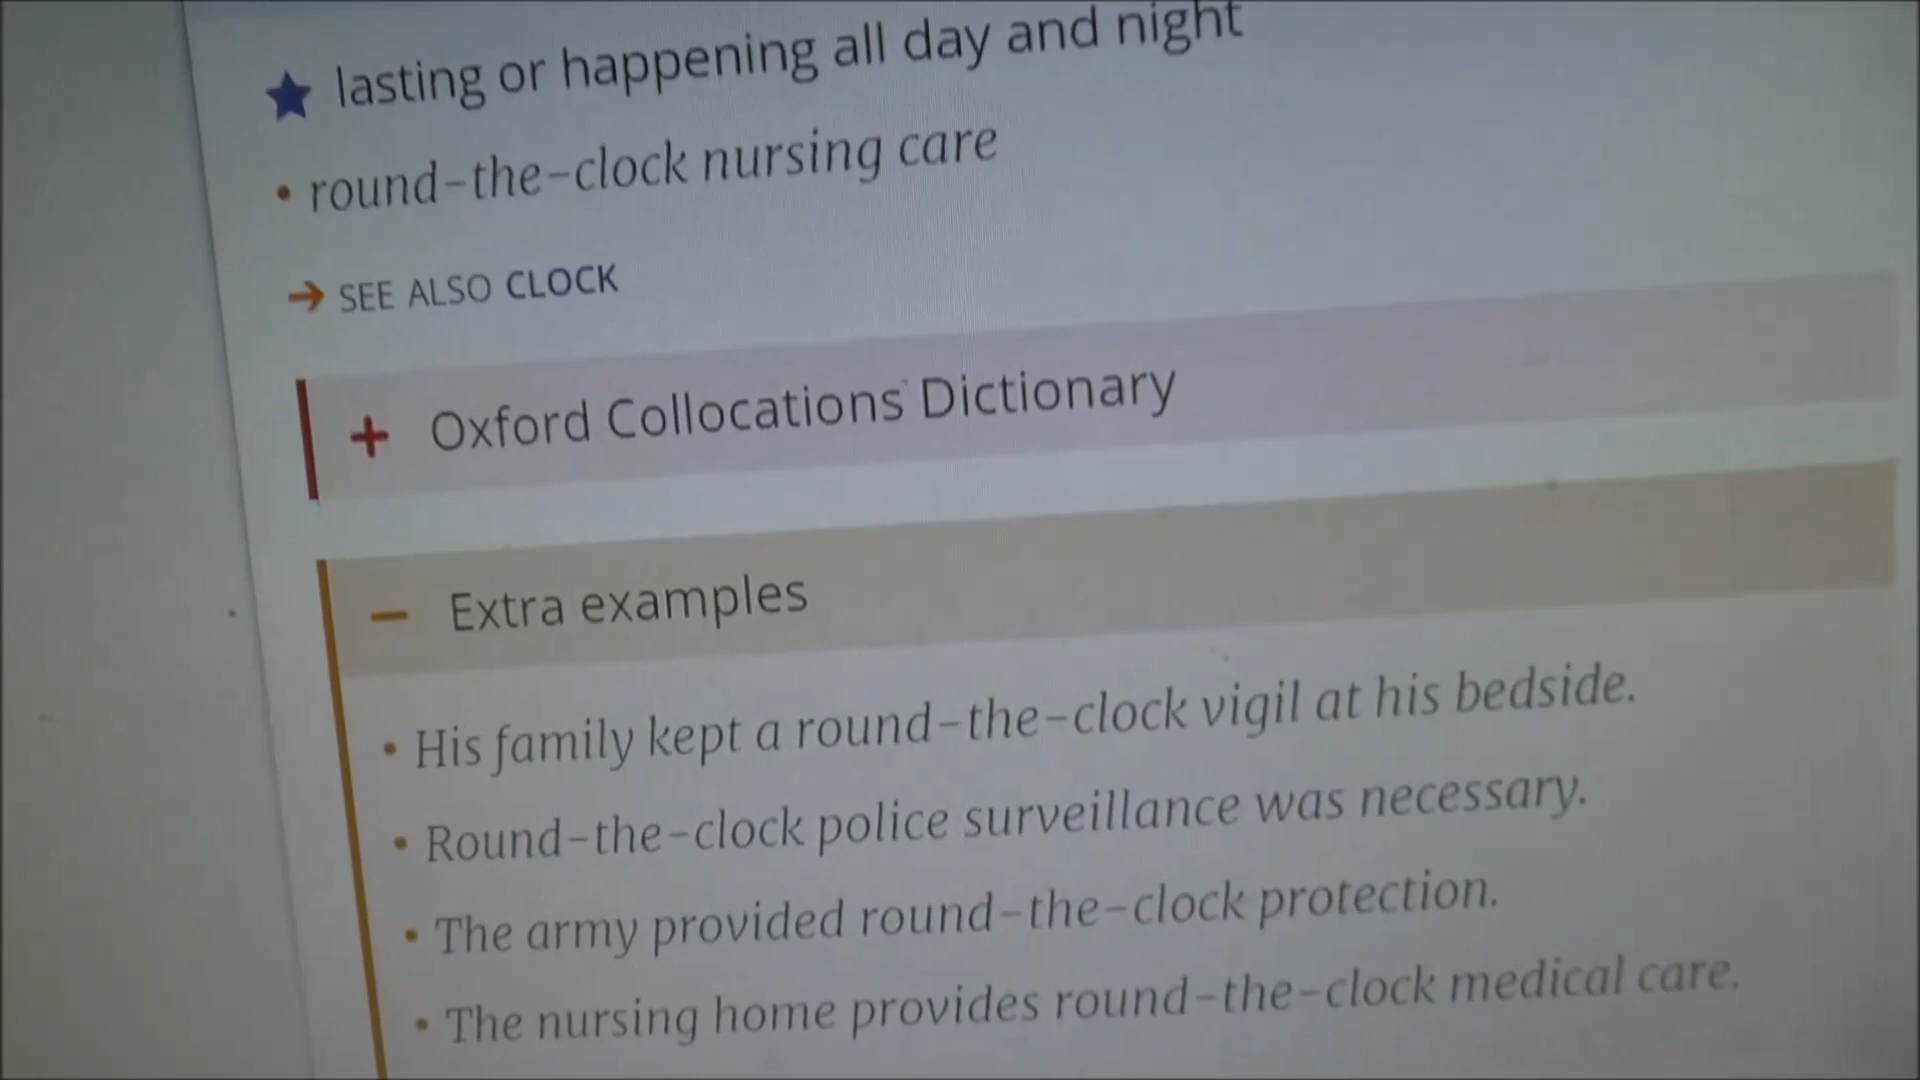 lasting or happening all day and night
• round-the-clock nursing care
→ SEE ALSO CLOCK
+ Oxford Collocations Dictionary
– Extra examples
• His family kept a round-the-clock vigil at his bedside.
• Round-the-clock police surveillance was necessary.
• The army provided round-the-clock protection.
• The nursing home provides round-the-clock medical care.